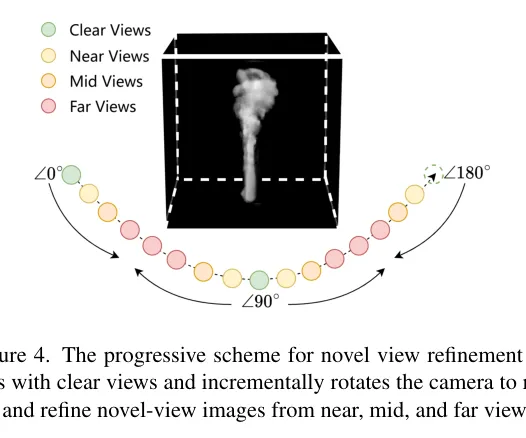 Clear Views
Near Views
Mid Views
Far Views
∠0°
∠180°
∠90°
ure 4. The progressive scheme for novel view refinement
s with clear views and incrementally rotates the camera to
and refine novel-view images from near, mid, and far view